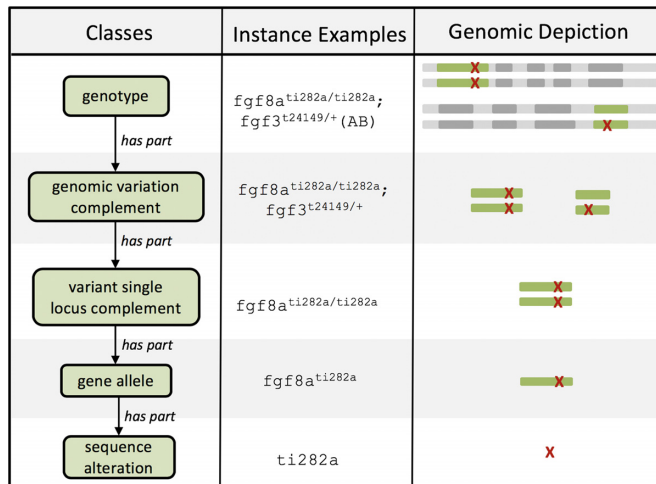 Classes
Instance Examples
Genomic Depiction
genotype
fgf8a^ti282a/ti282a;
fgf3^t24149/+(AB)
X
X
X
has part
genomic variation
complement
fgf8a^ti282a/ti282a;
fgf3^t24149/+
X
X
X
has part
variant single
locus complement
fgf8a^ti282a/ti282a
X
X
has part
gene allele
fgf8a^ti282a
X
has part
sequence
alteration
ti282a
X